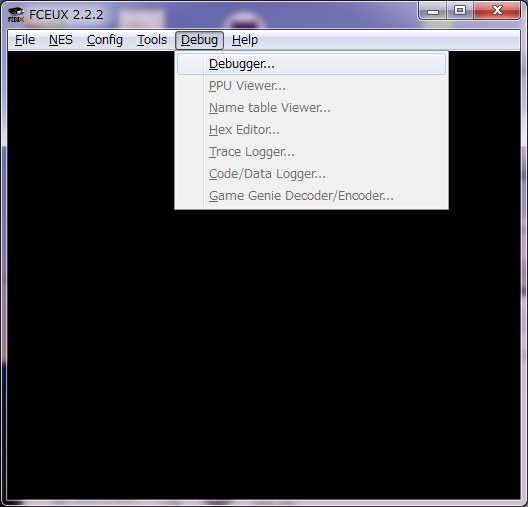 FCEUX FCEUX 2.2.2
File NES Config Tools Debug Help
Debugger...
PPU Viewer...
Name table Viewer...
Hex Editor...
Trace Logger...
Code/Data Logger...
Game Genie Decoder/Encoder...